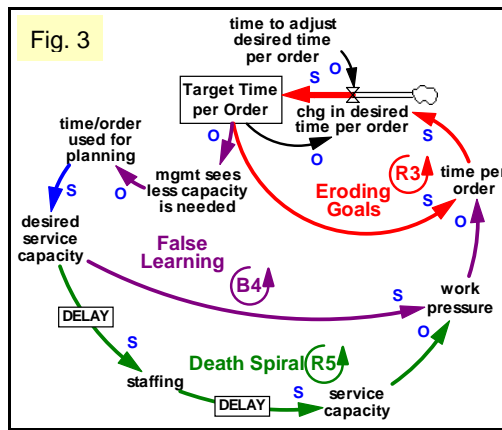 Fig. 3
time to adjust
desired time
per order
O
S
Target Time
per Order
chg in desired
time per order
O
O
S
time/order
used for
planning
O
mgmt sees
less capacity
is needed
R3
Eroding
Goals
time per
order
S
S
O
desired
service
capacity
False
Learning
B4
S
work
pressure
DELAY
S
Death Spiral
R5
O
staffing
DELAY
S
service
capacity